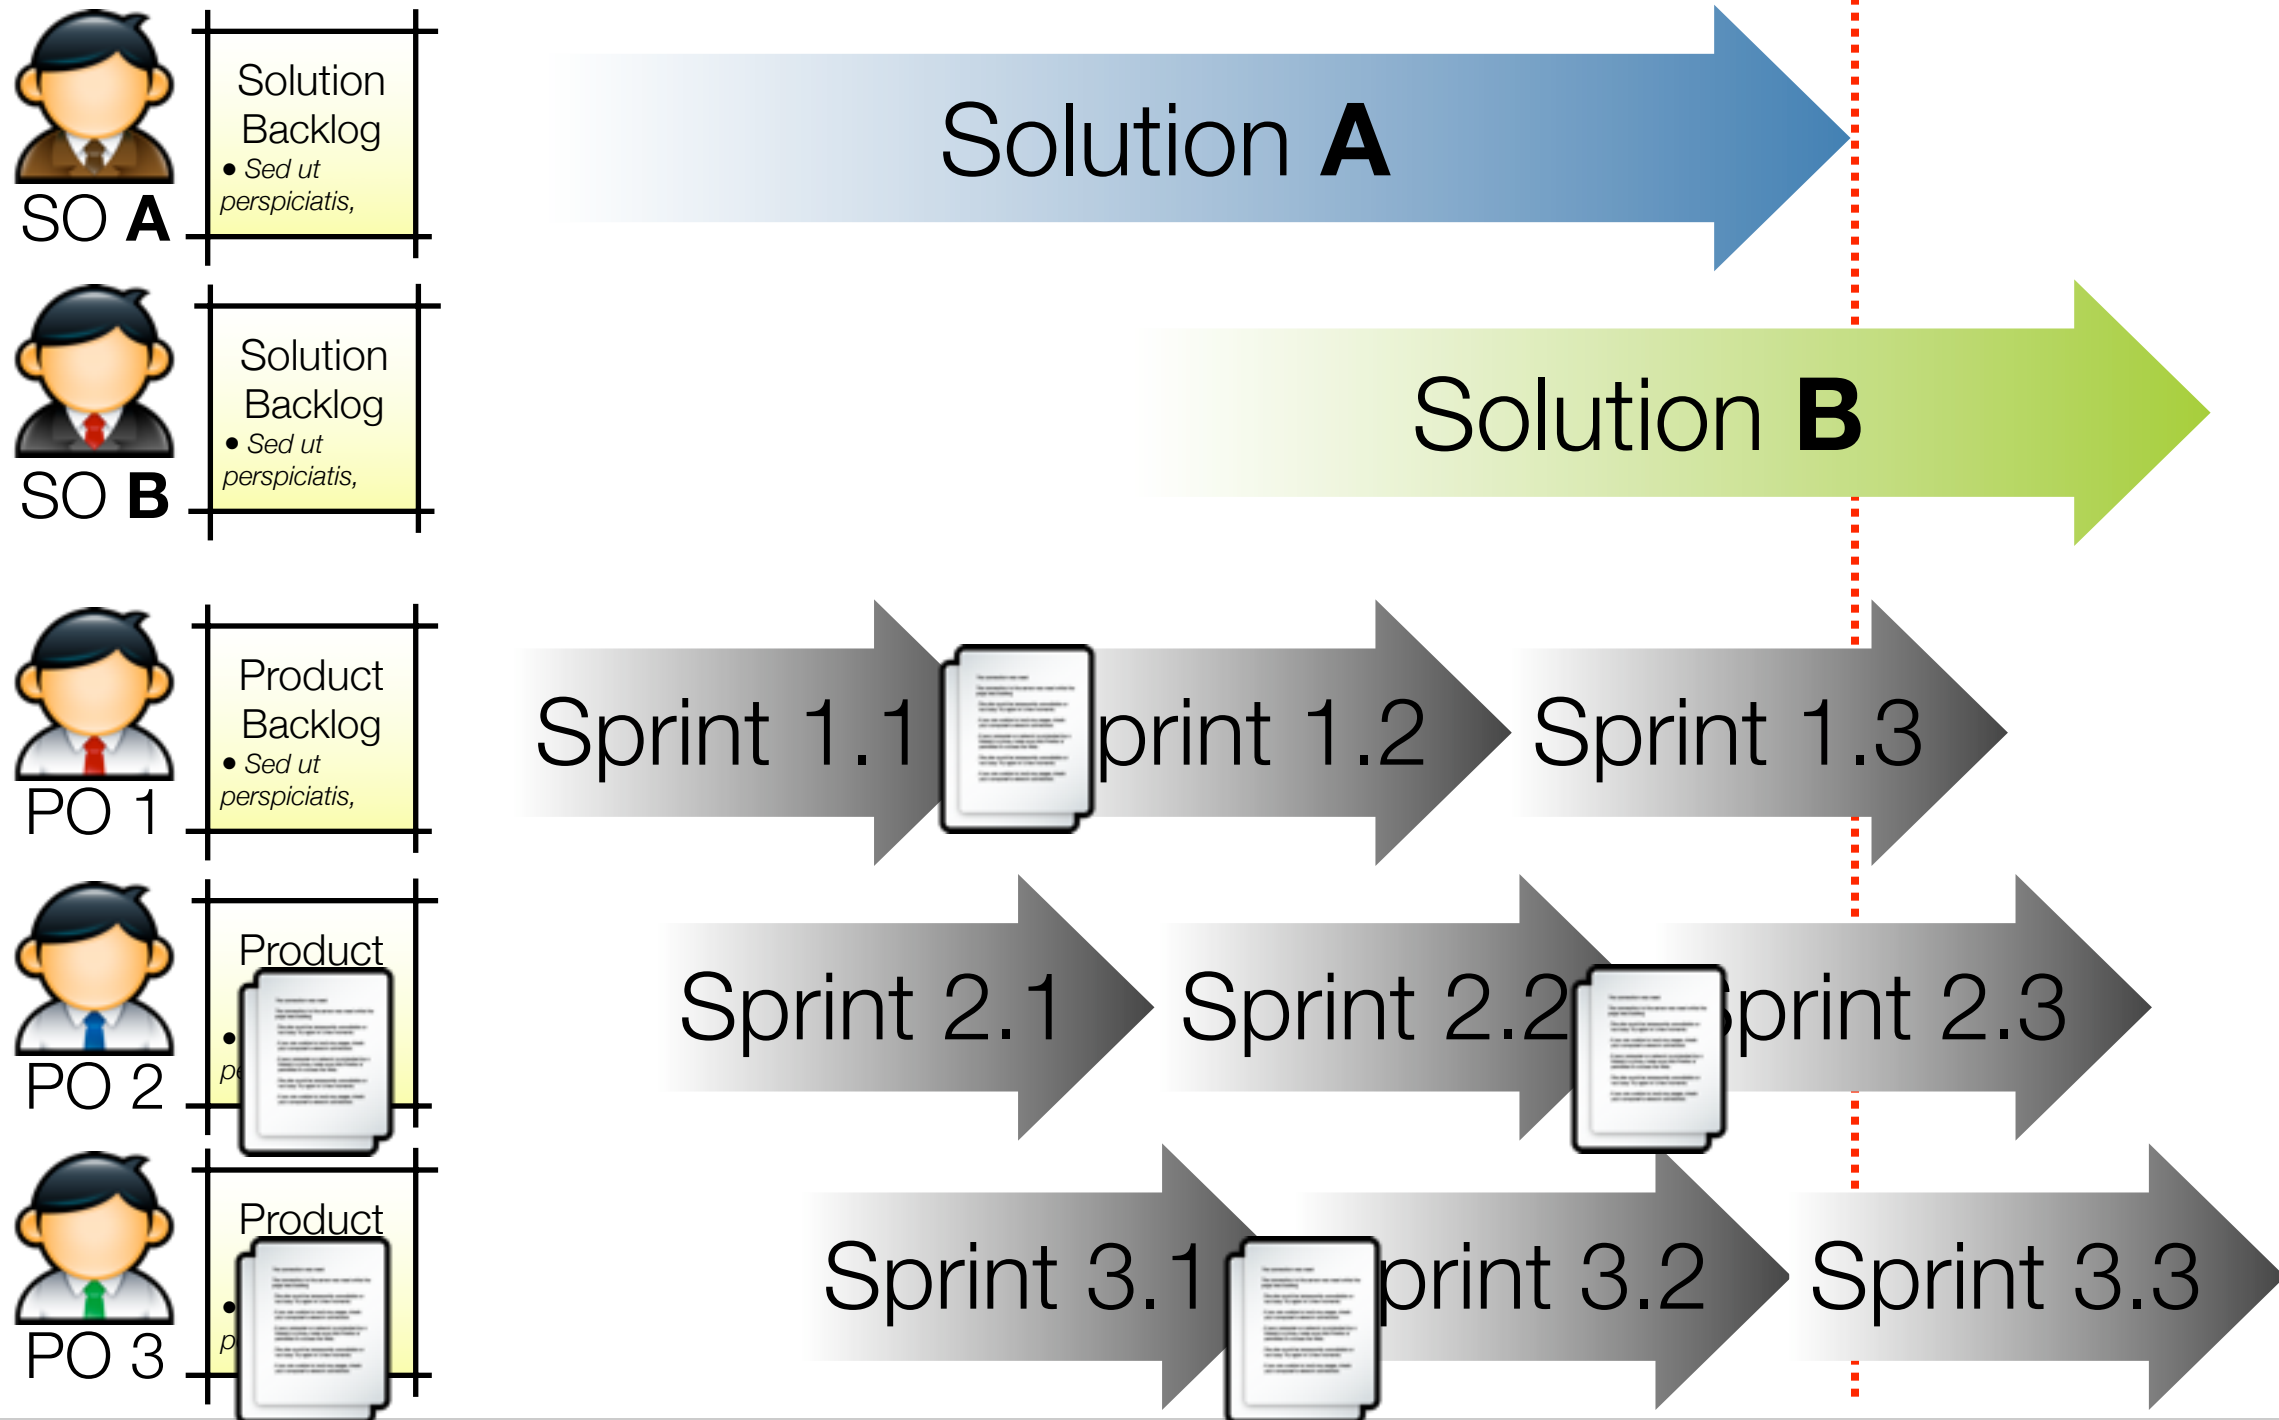 Solution
Backlog
• Sed ut
perspiciatis,
SO A
Solution A
Solution
Backlog
• Sed ut
perspiciatis,
SO B
Solution B
Product
Backlog
• Sed ut
perspiciatis,
PO 1
Sprint 1.1
print 1.2
Sprint 1.3
Product
PO 2
Sprint 2.1
Sprint 2.2
Sprint 2.3
Product
PO 3
Sprint 3.1
print 3.2
Sprint 3.3